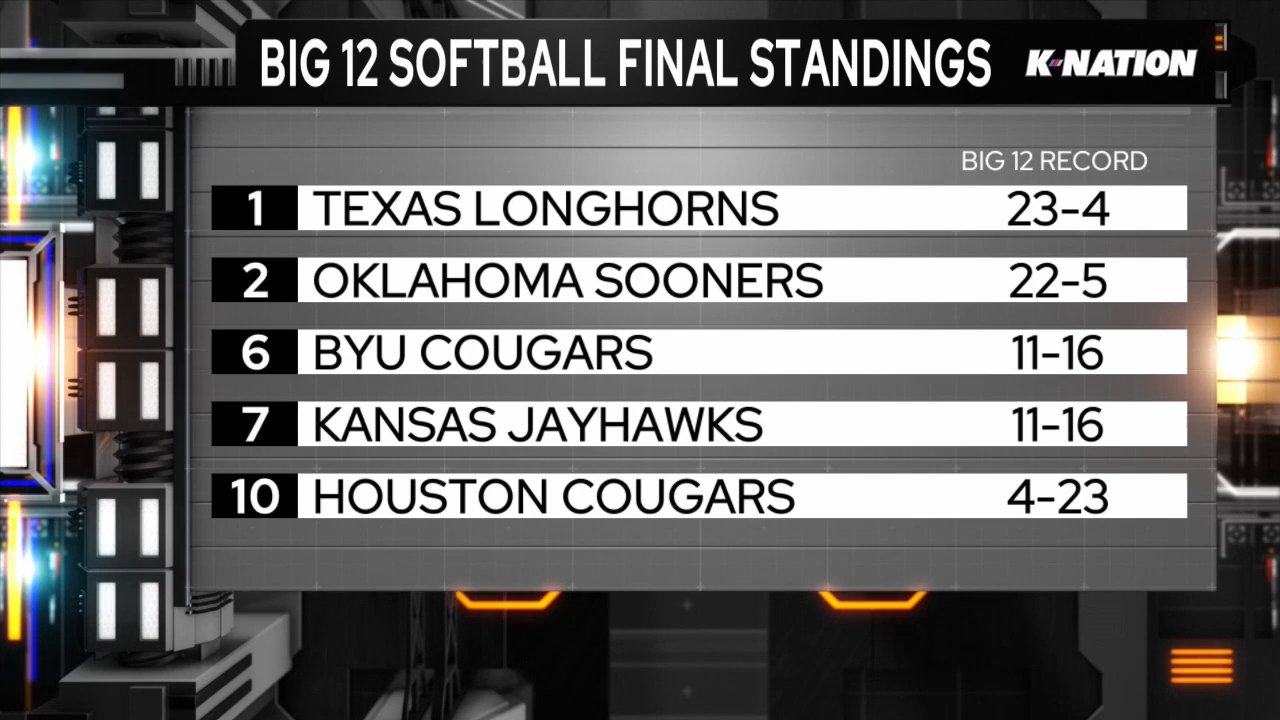 BIG 12 SOFTBALL FINAL STANDINGS K-NATION
BIG 12 RECORD
1 TEXAS LONGHORNS 23-4
2 OKLAHOMA SOONERS 22-5
6 BYU COUGARS 11-16
7 KANSAS JAYHAWKS 11-16
10 HOUSTON COUGARS 4-23